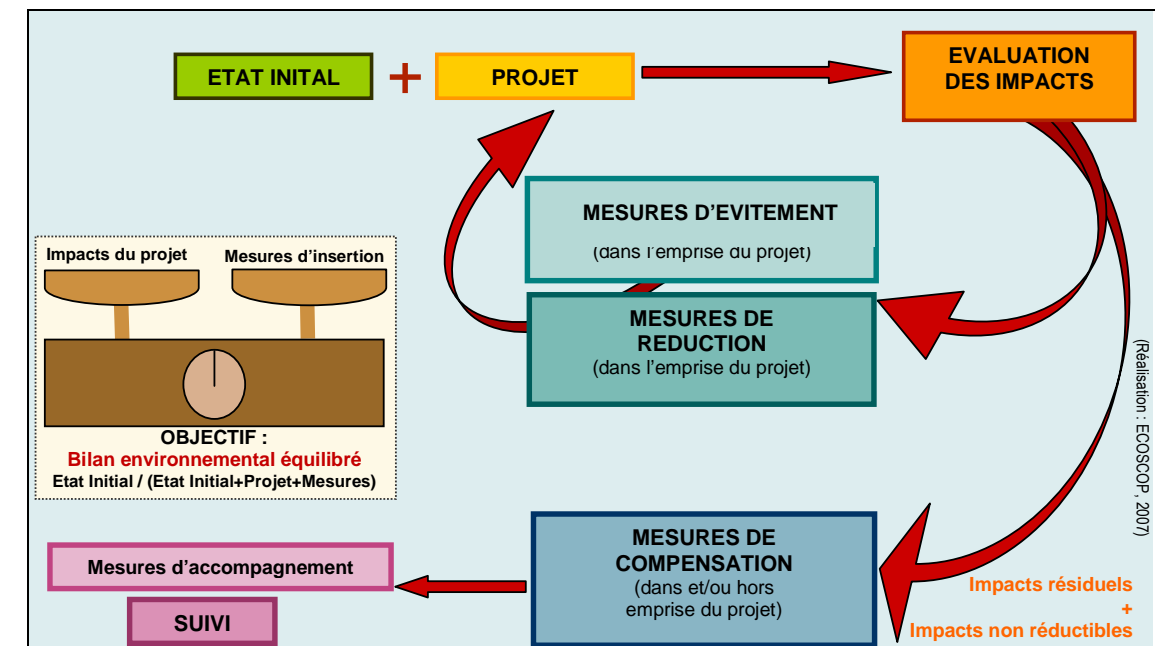 ETAT INITAL
+
PROJET
EVALUATION
DES IMPACTS
MESURES D'EVITEMENT
(dans l'emprise du projet)
MESURES DE
REDUCTION
(dans l'emprise du projet)
Impacts du projet
Mesures d'insertion
OBJECTIF :
Bilan environnemental équilibré
Etat Initial / (Etat Initial+Projet+Mesures)
(Réalisation : ECOSCOP, 2007)
MESURES DE
COMPENSATION
(dans et/ou hors
emprise du projet)
Mesures d'accompagnement
SUIVI
Impacts résiduels
+
Impacts non réductibles